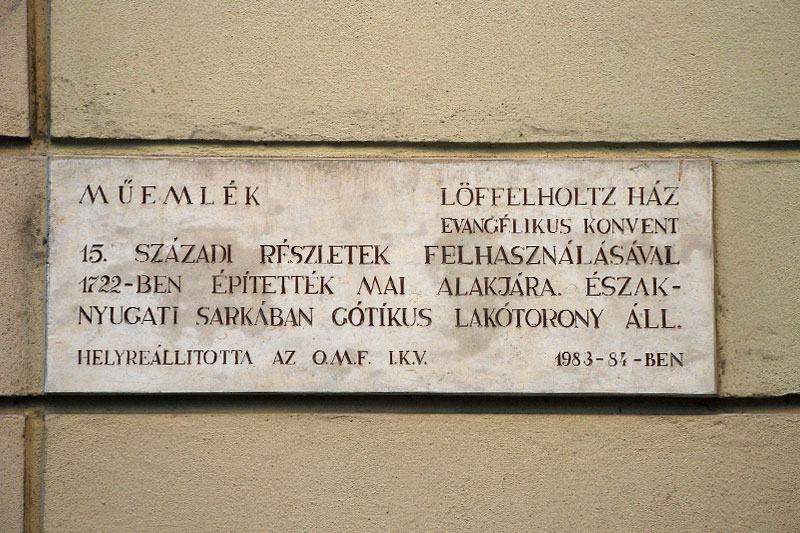 MŰEMLÉK LÖFFELHOLTZ HÁZ
EVANGÉLIKUS KONVENT
15. SZÁZADI RÉSZLETEK FELHASZNÁLÁSÁVAL
1722-BEN ÉPÍTETTÉK MAI ALAKJÁRA. ÉSZAK-
NYUGATI SARKÁBAN GÓTIKUS LAKÓTORONY ÁLL.
HELYREÁLLITOTTA AZ O.M.F. I.K.V. 1983-84-BEN